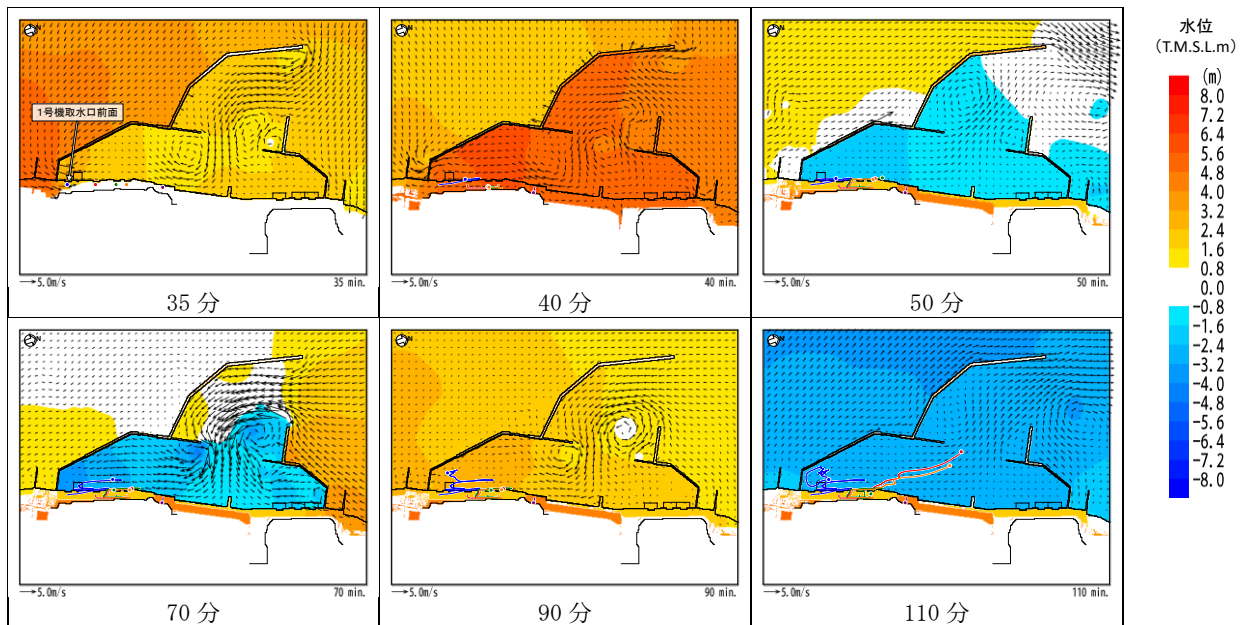 N
1号機取水口前面
5.0m/s
35 min.
35 分
N
5.0m/s
40 min.
40 分
N
5.0m/s
50 min.
50 分
水位
(T.M.S.L.m)
(m)
8.0
7.2
6.4
5.6
4.8
4.0
3.2
2.4
1.6
0.8
0.0
-0.8
-1.6
-2.4
-3.2
-4.0
-4.8
-5.6
-6.4
-7.2
-8.0
N
5.0m/s
70 min.
70 分
N
5.0m/s
90 min.
90 分
N
5.0m/s
110 min.
110 分